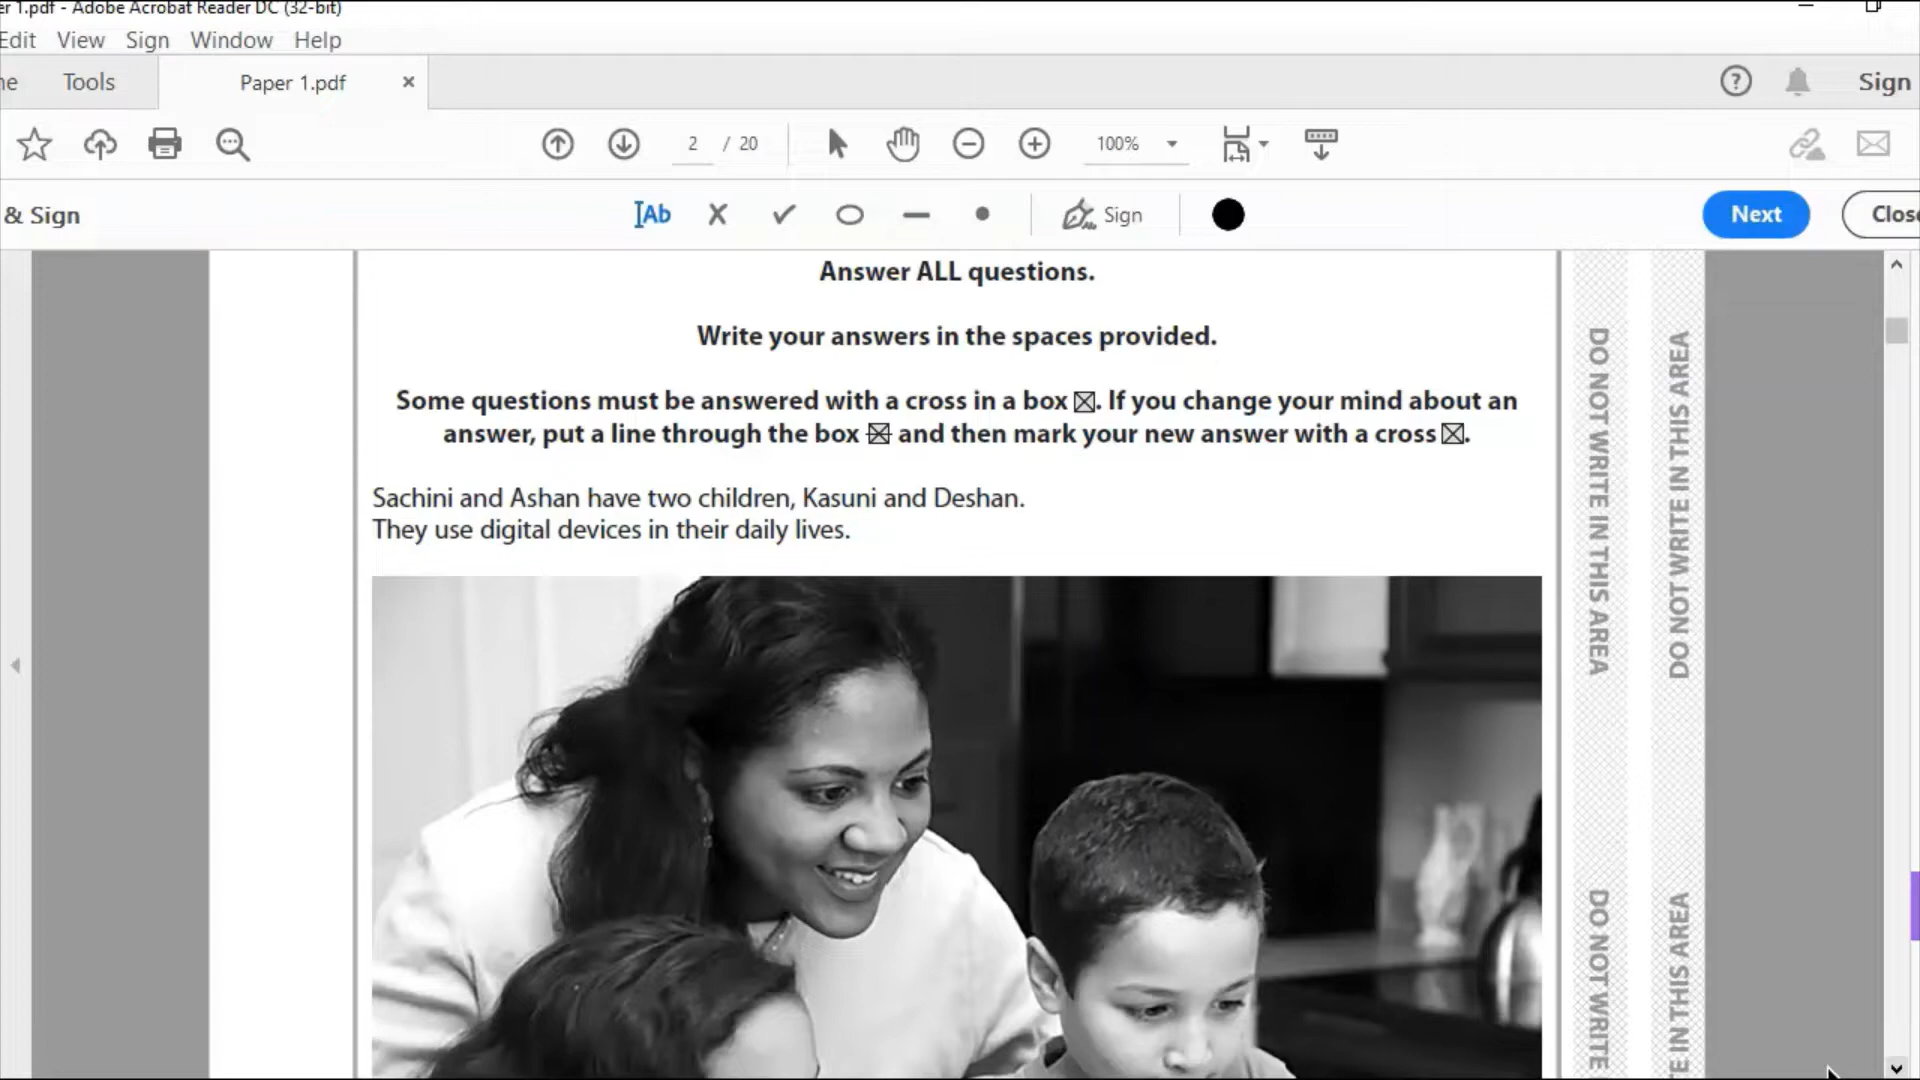 er 1.pdf - Adobe Acrobat Reader DC (32-bit)
Edit View Sign Window Help
ne Tools Paper 1.pdf × Sign
2 / 20 100%
& Sign IAb Sign Next Close
Answer ALL questions.
Write your answers in the spaces provided.
Some questions must be answered with a cross in a box ☒. If you change your mind about an
answer, put a line through the box ☒ and then mark your new answer with a cross ☒.
Sachini and Ashan have two children, Kasuni and Deshan.
They use digital devices in their daily lives.
DO NOT WRITE IN THIS AREA
DO NOT WRITE IN THIS AREA
DO NOT WRITE
TE IN THIS AREA